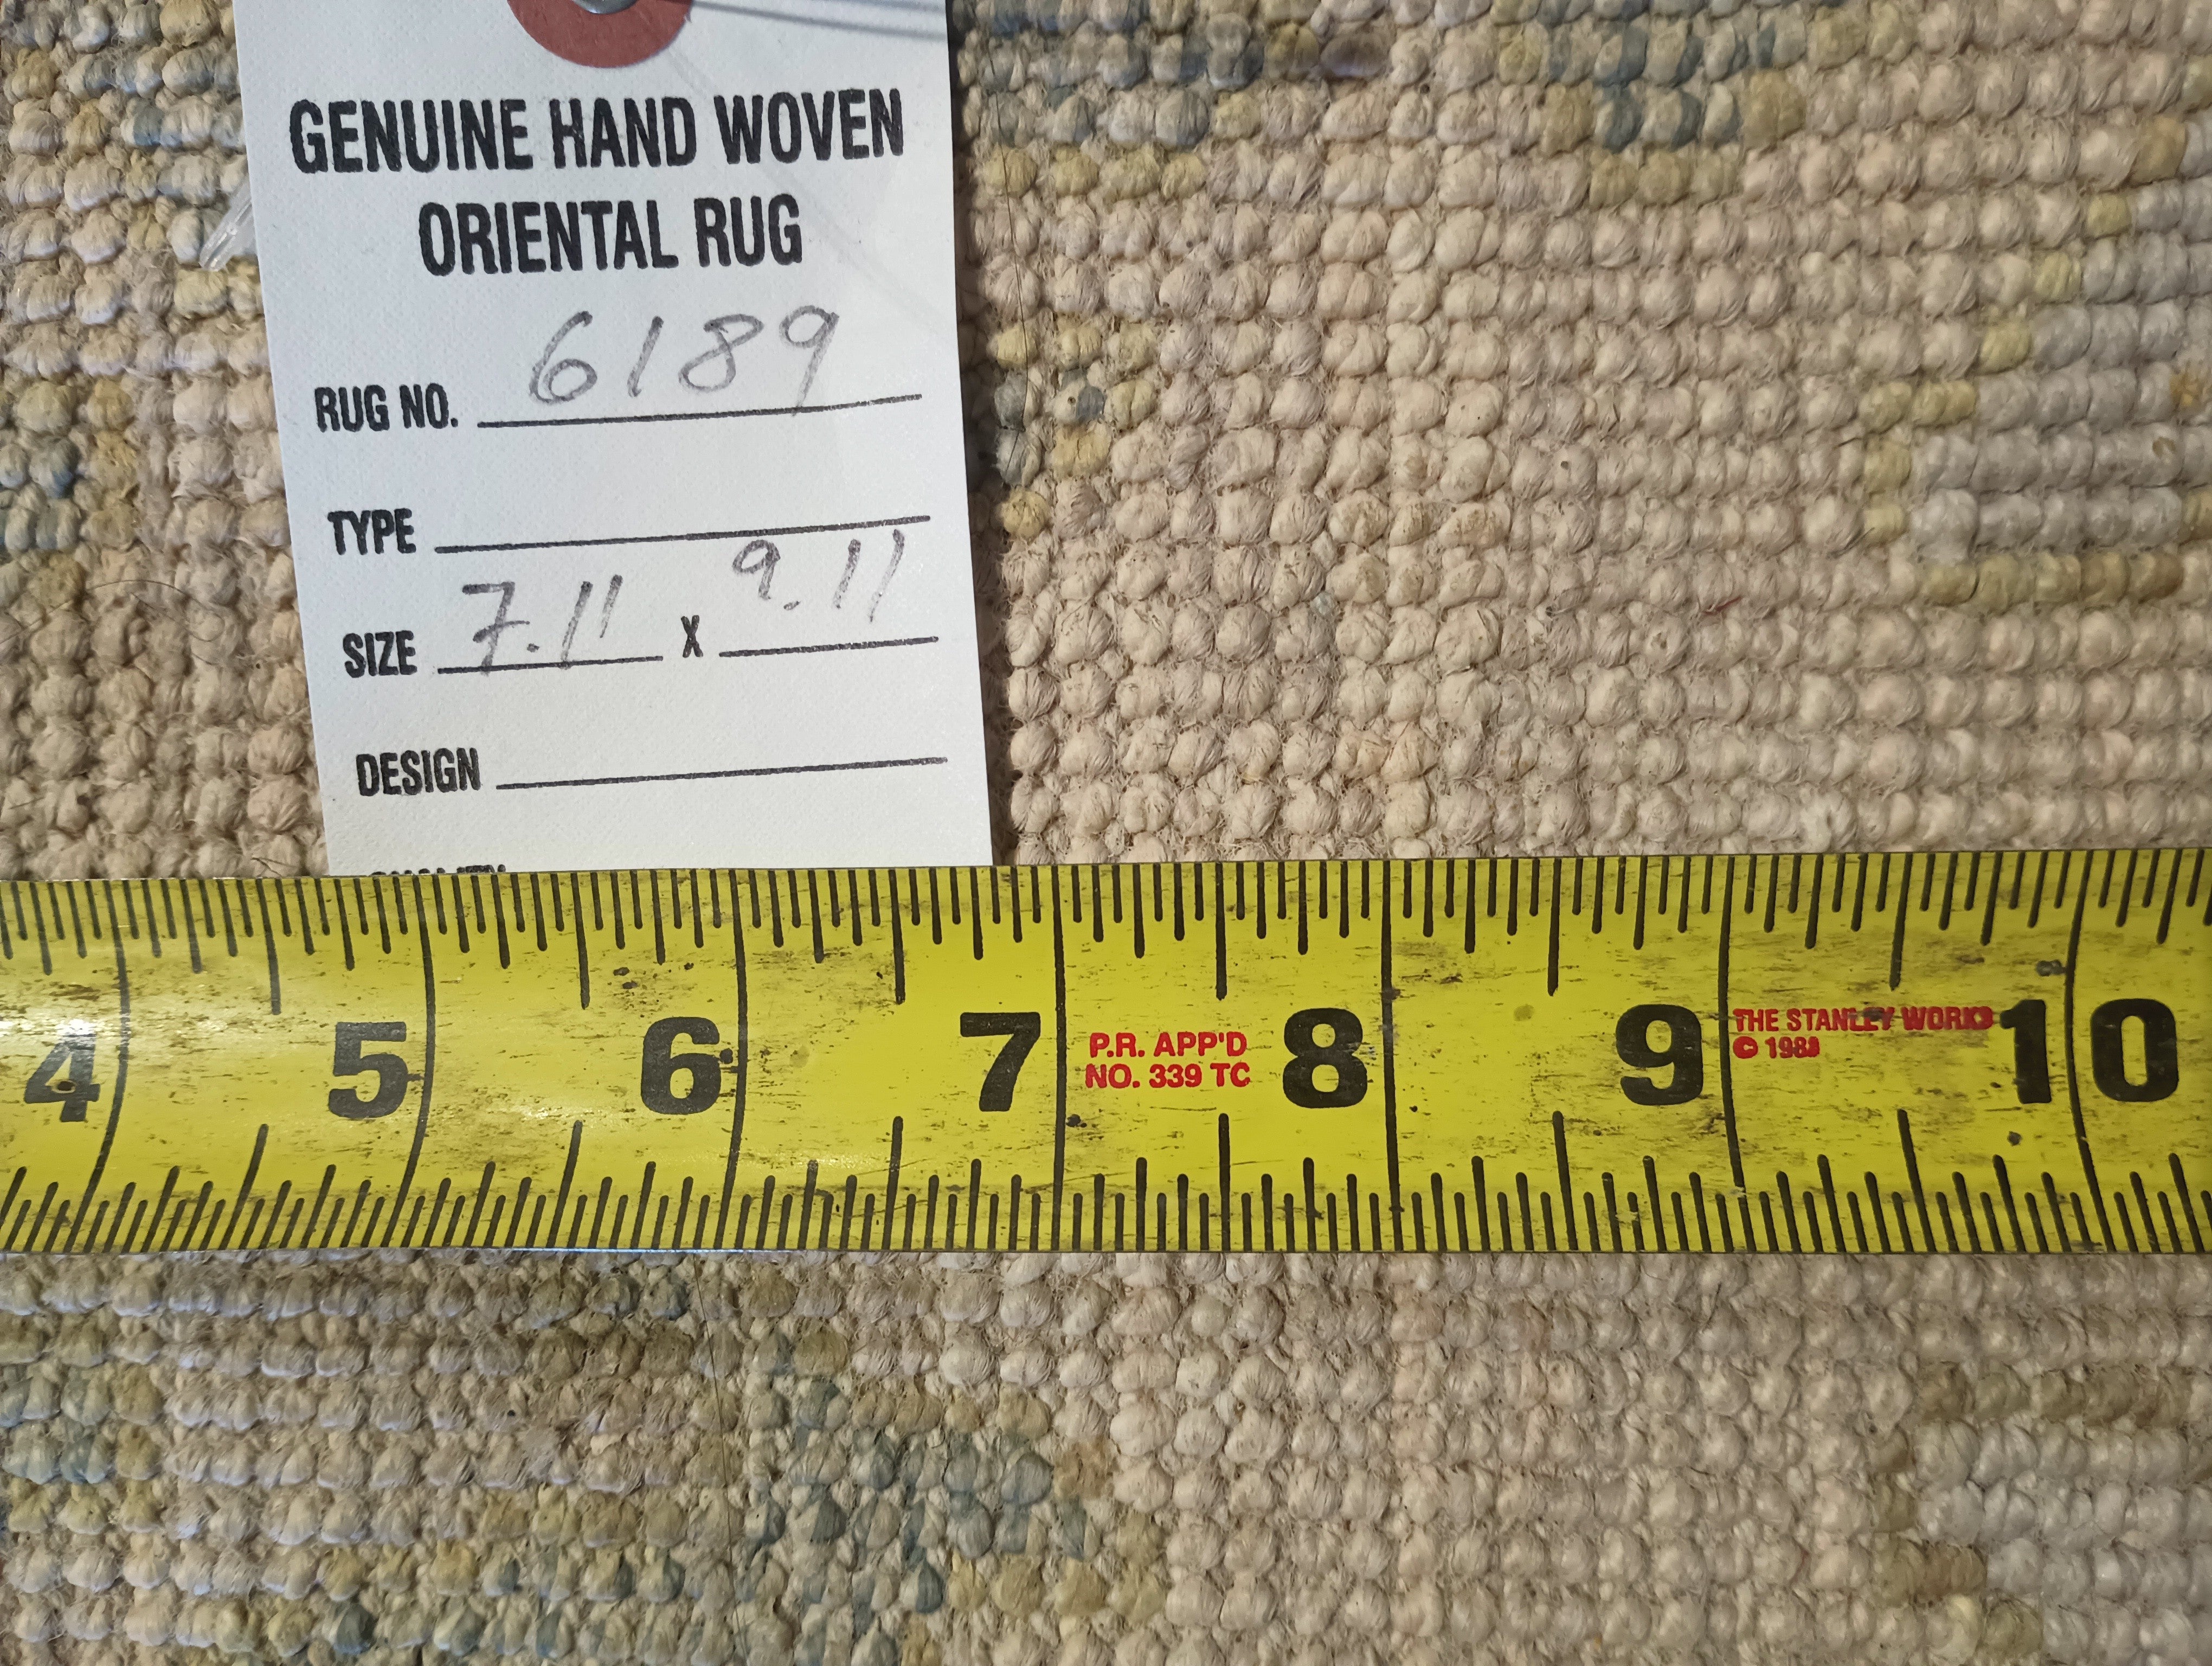 GENUINE HAND WOVEN
ORIENTAL RUG
RUG NO. 6189
TYPE
SIZE 7.11 X 9.11
DESIGN
4 5 6 7 8 9 10
P.R. APP'D
NO. 339 TC
THE STANLEY WORKS